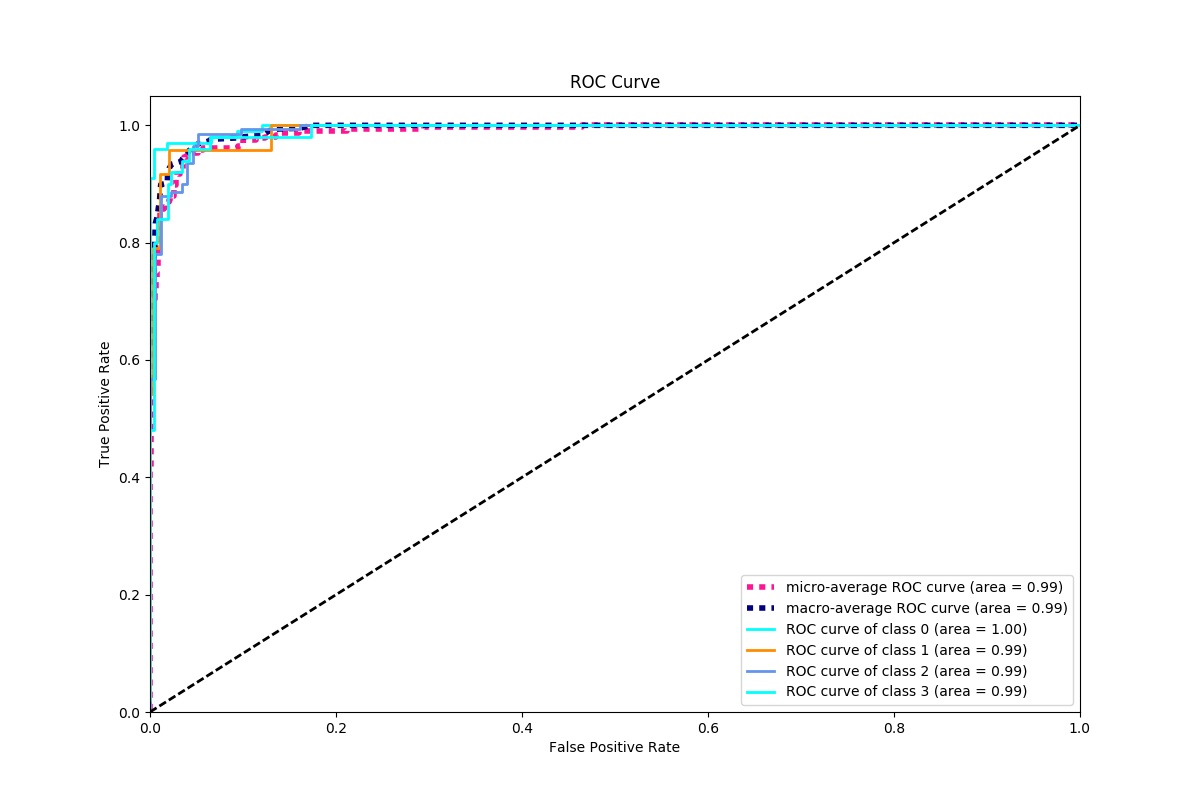 ROC Curve
1.0
0.8
0.6
0.4
0.2
0.0
True Positive Rate
micro-average ROC curve (area = 0.99)
macro-average ROC curve (area = 0.99)
ROC curve of class 0 (area = 1.00)
ROC curve of class 1 (area = 0.99)
ROC curve of class 2 (area = 0.99)
ROC curve of class 3 (area = 0.99)
0.0 0.2 0.4 0.6 0.8 1.0
False Positive Rate